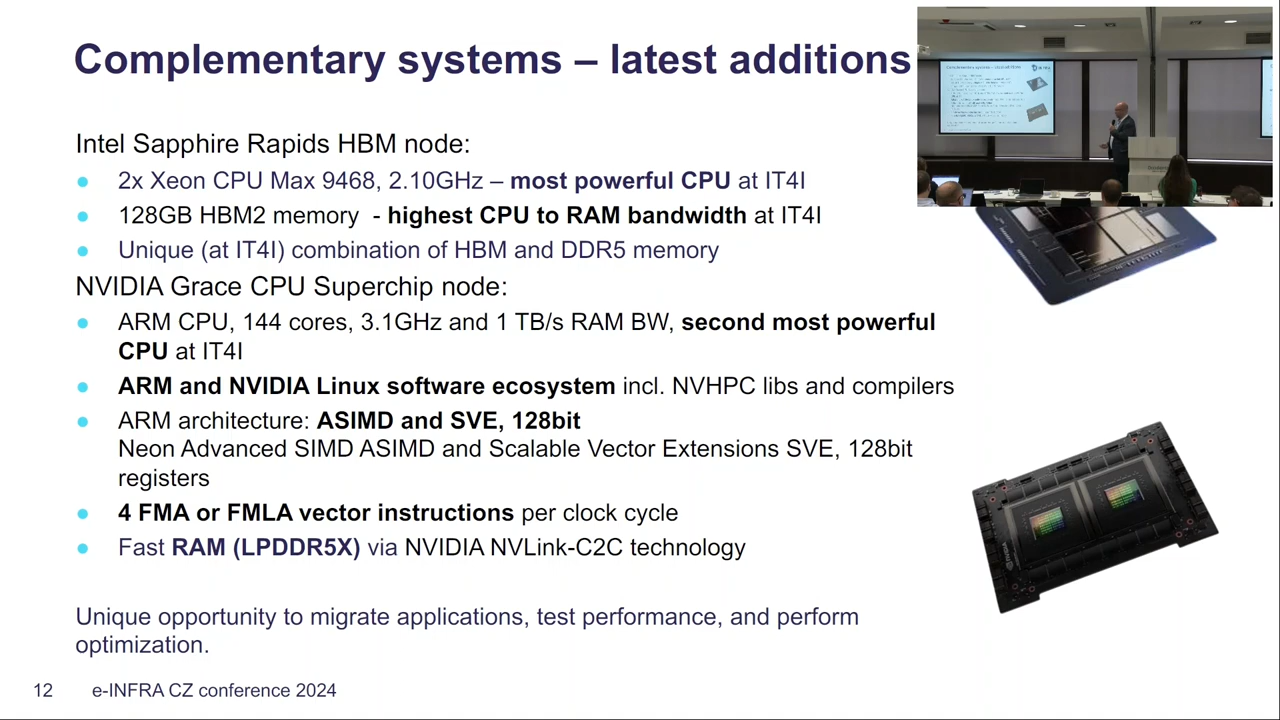 Complementary systems – latest additions
Intel Sapphire Rapids HBM node:
2x Xeon CPU Max 9468, 2.10GHz – most powerful CPU at IT4I
128GB HBM2 memory  - highest CPU to RAM bandwidth at IT4I
Unique (at IT4I) combination of HBM and DDR5 memory
NVIDIA Grace CPU Superchip node:
ARM CPU, 144 cores, 3.1GHz and 1 TB/s RAM BW, second most powerful
CPU at IT4I
ARM and NVIDIA Linux software ecosystem incl. NVHPC libs and compilers
ARM architecture: ASIMD and SVE, 128bit
Neon Advanced SIMD ASIMD and Scalable Vector Extensions SVE, 128bit
registers
4 FMA or FMLA vector instructions per clock cycle
Fast RAM (LPDDR5X) via NVIDIA NVLink-C2C technology
Unique opportunity to migrate applications, test performance, and perform
optimization.
12 e-INFRA CZ conference 2024